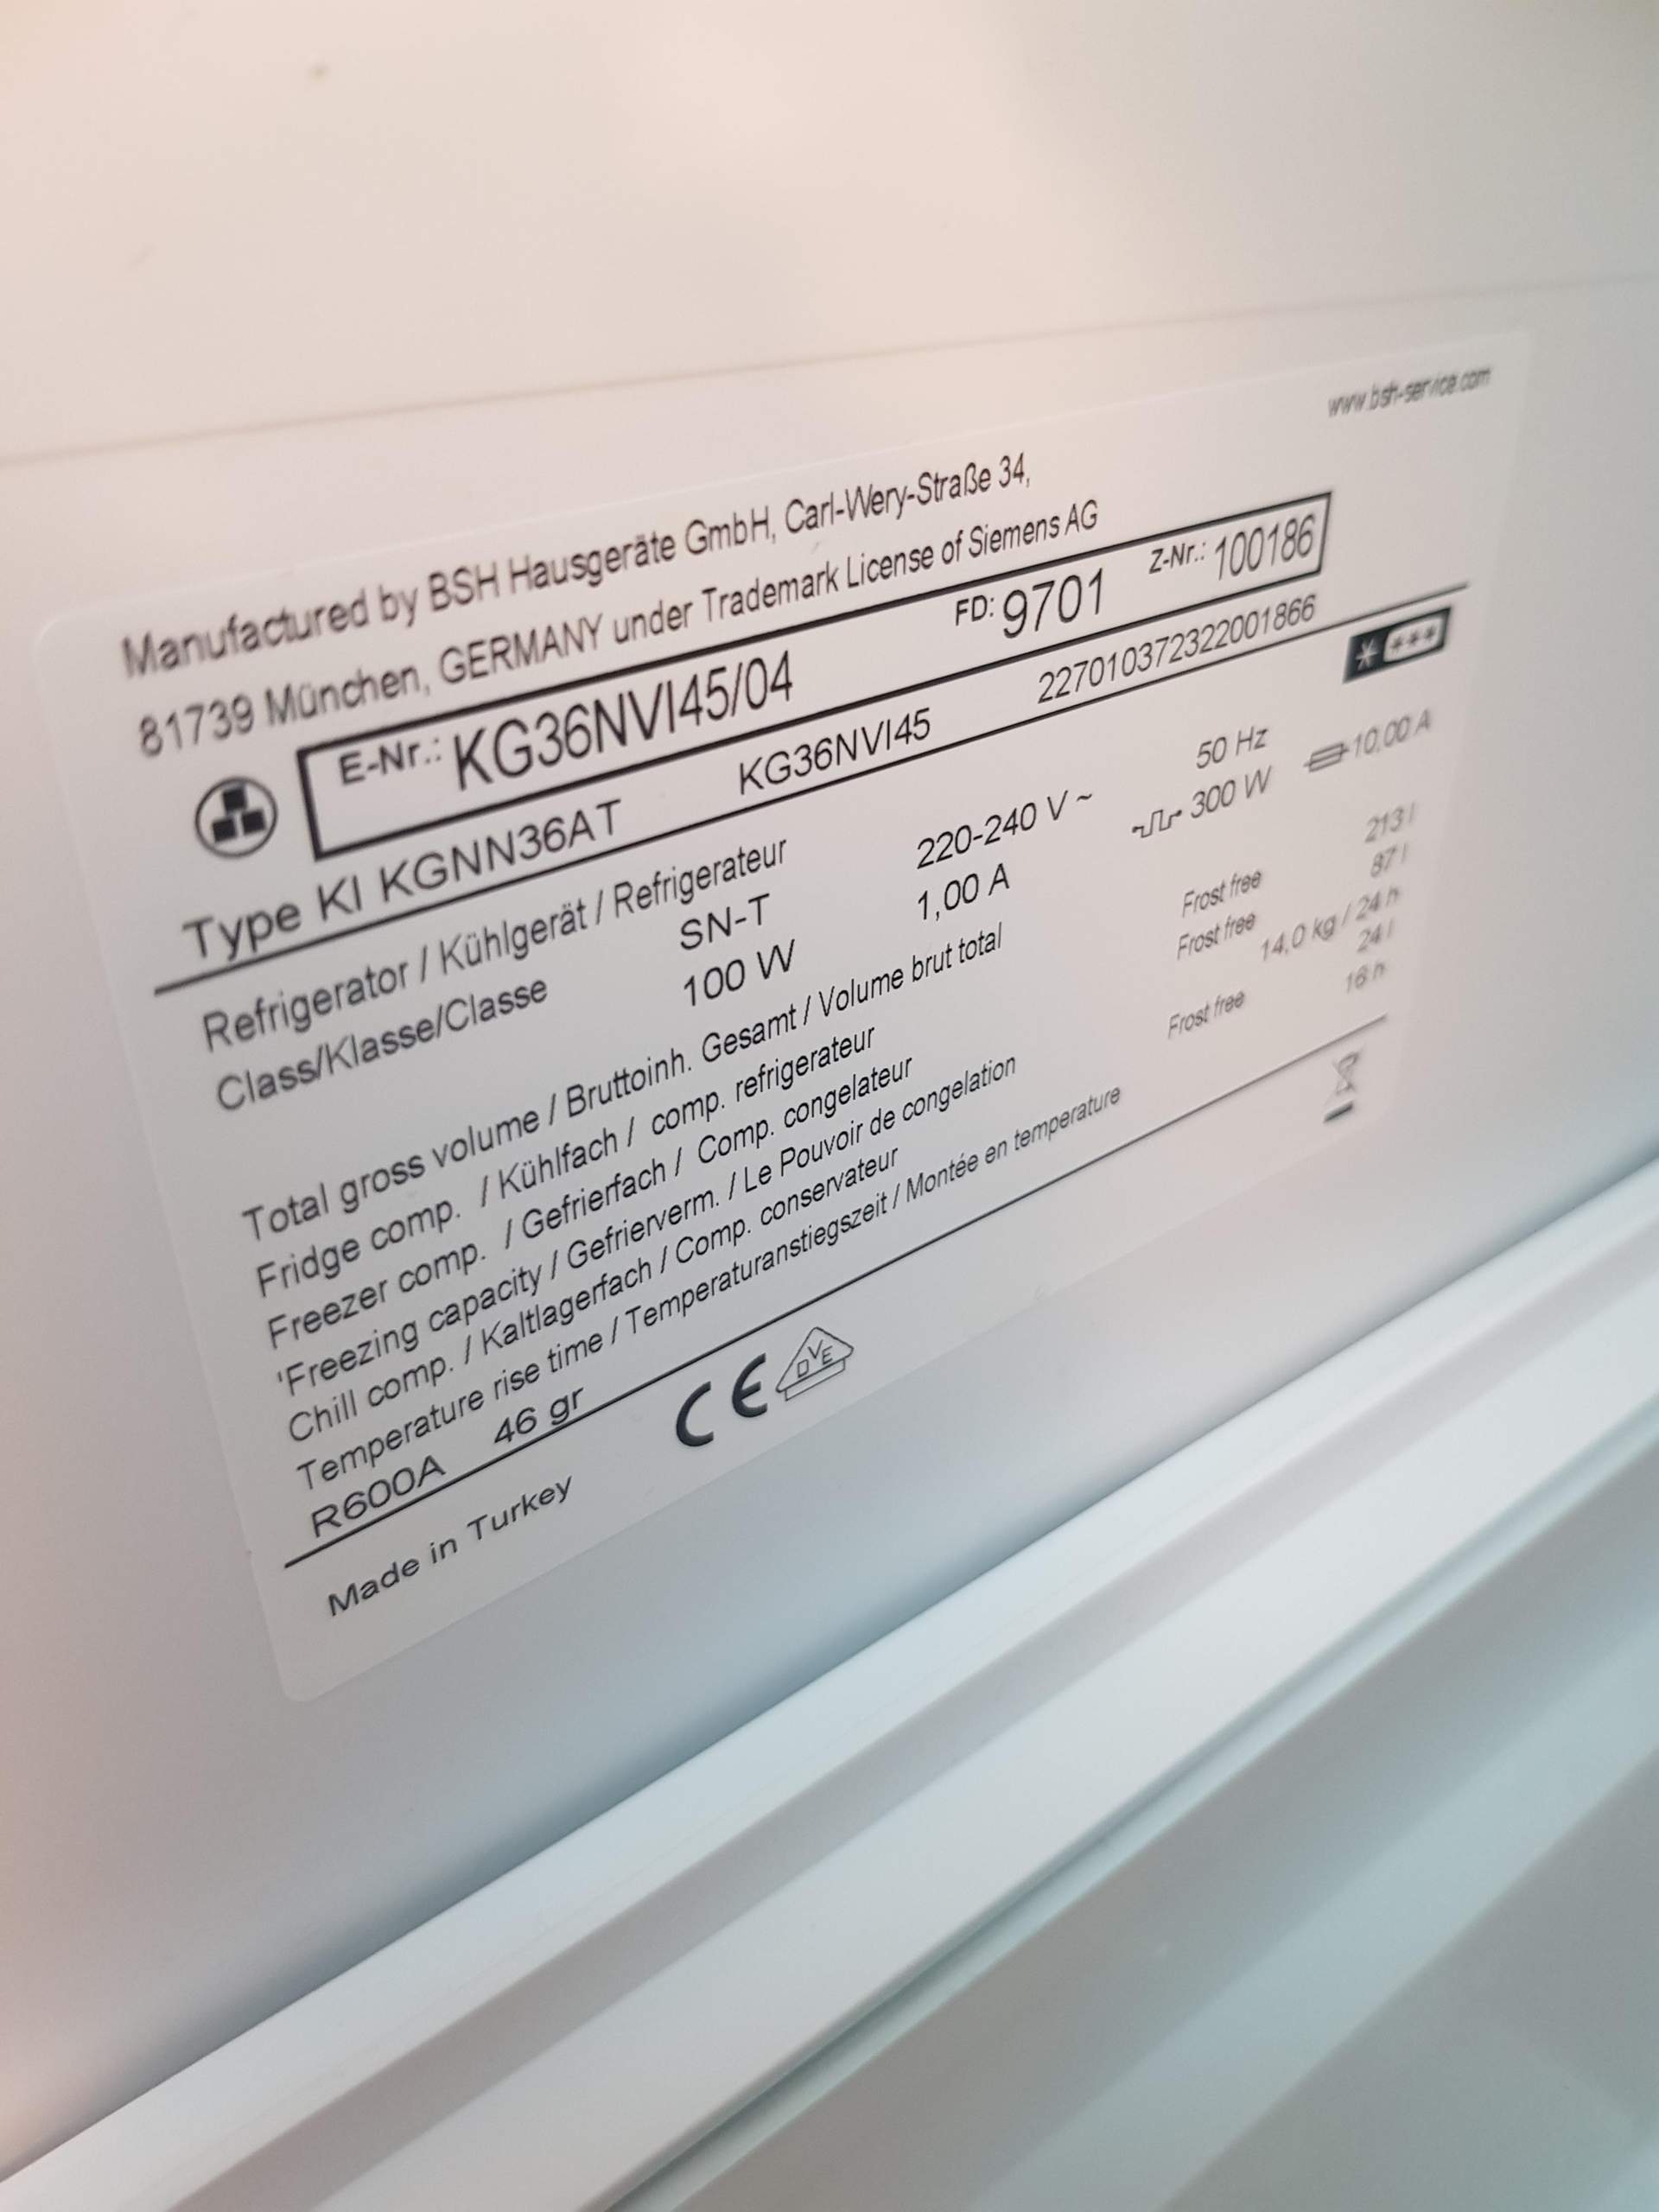 www.bsh-service.com
Manufactured by BSH Hausgeräte GmbH, Carl-Wery-Straße 34,
81739 München, GERMANY under Trademark License of Siemens AG
E-Nr.: KG36NVI45/04 FD: 9701 Z-Nr.: 100186
Type KI KGNN36AT KG36NVI45 227010372322001866
Refrigerator / Kühlgerät / Refrigerateur 220-240 V ~ 50 Hz 10,00 A
Class/Klasse/Classe SN-T 1,00 A 300 W
100 W
Total gross volume / Bruttoinh. Gesamt / Volume brut total
Fridge comp. / Kühlfach / comp. refrigerateur Frost free 213 l
Freezer comp. / Gefrierfach / Comp. congelateur Frost free 87 l
'Freezing capacity / Gefrierverm. / Le Pouvoir de congelation 14,0 kg / 24 h
Chill comp. / Kaltlagerfach / Comp. conservateur Frost free 24 l
Temperature rise time / Temperaturanstiegszeit / Montée en temperature 16 h
R600A 46 gr
Made in Turkey CE DVE